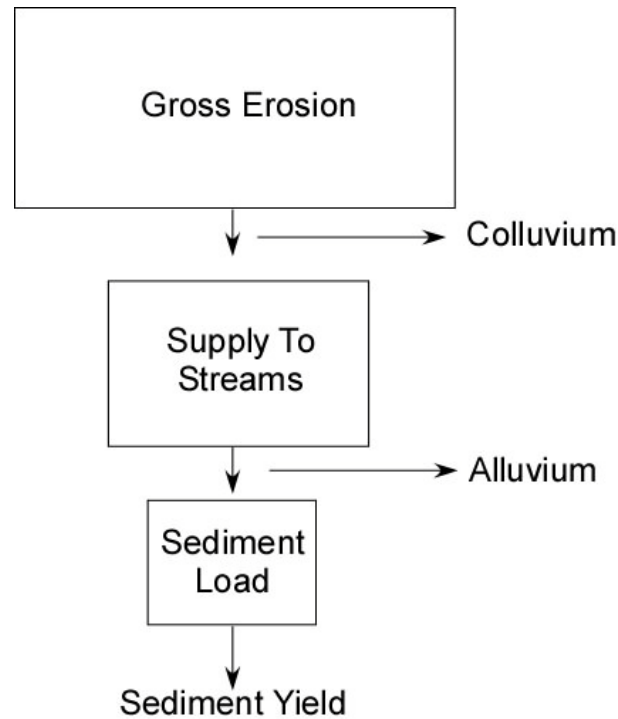 Gross Erosion
Colluvium
Supply To
Streams
Alluvium
Sediment
Load
Sediment Yield